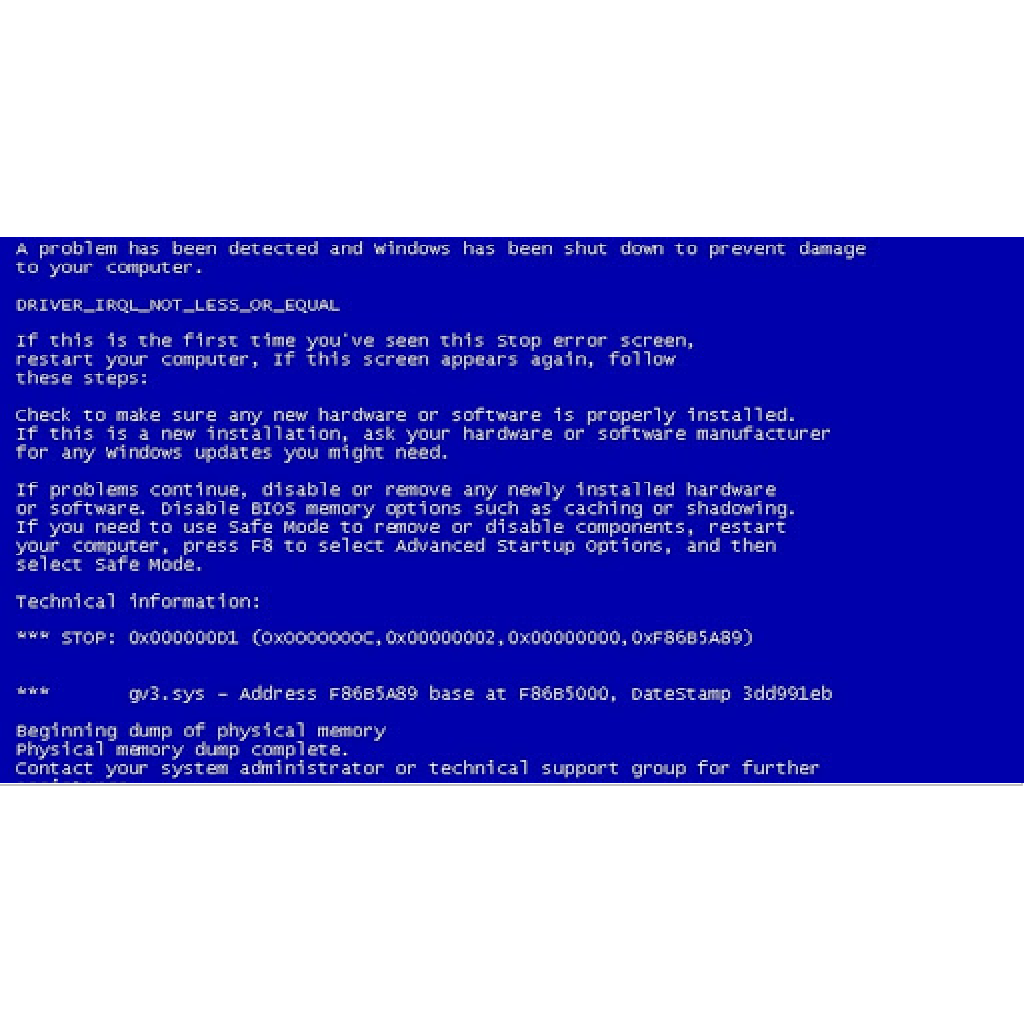 A problem has been detected and Windows has been shut down to prevent damage
to your computer.
DRIVER_IRQL_NOT_LESS_OR_EQUAL
If this is the first time you've seen this Stop error screen,
restart your computer, If this screen appears again, follow
these steps:
Check to make sure any new hardware or software is properly installed.
If this is a new installation, ask your hardware or software manufacturer
for any Windows updates you might need.
If problems continue, disable or remove any newly installed hardware
or software. Disable BIOS memory options such as caching or shadowing.
If you need to use Safe Mode to remove or disable components, restart
your computer, press F8 to select Advanced Startup Options, and then
select Safe Mode.
Technical information:
*** STOP: 0x000000D1 (0x0000000C,0x00000002,0x00000000,0xF86B5A89)
*** gv3.sys - Address F86B5A89 base at F86B5000, DateStamp 3dd991eb
Beginning dump of physical memory
Physical memory dump complete.
Contact your system administrator or technical support group for further